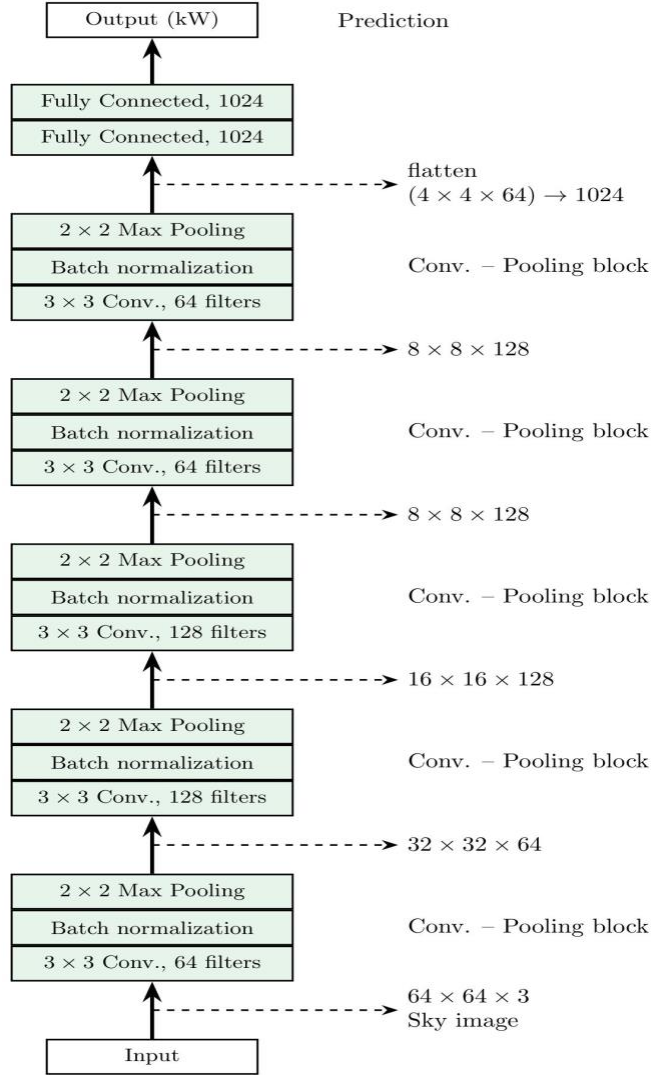 Output (kW)
Prediction
Fully Connected, 1024
Fully Connected, 1024
flatten
(4 × 4 × 64) → 1024
2 × 2 Max Pooling
Batch normalization
Conv. – Pooling block
3 × 3 Conv., 64 filters
8 × 8 × 128
2 × 2 Max Pooling
Batch normalization
Conv. – Pooling block
3 × 3 Conv., 64 filters
8 × 8 × 128
2 × 2 Max Pooling
Batch normalization
Conv. – Pooling block
3 × 3 Conv., 128 filters
16 × 16 × 128
2 × 2 Max Pooling
Batch normalization
Conv. – Pooling block
3 × 3 Conv., 128 filters
32 × 32 × 64
2 × 2 Max Pooling
Batch normalization
Conv. – Pooling block
3 × 3 Conv., 64 filters
64 × 64 × 3
Sky image
Input